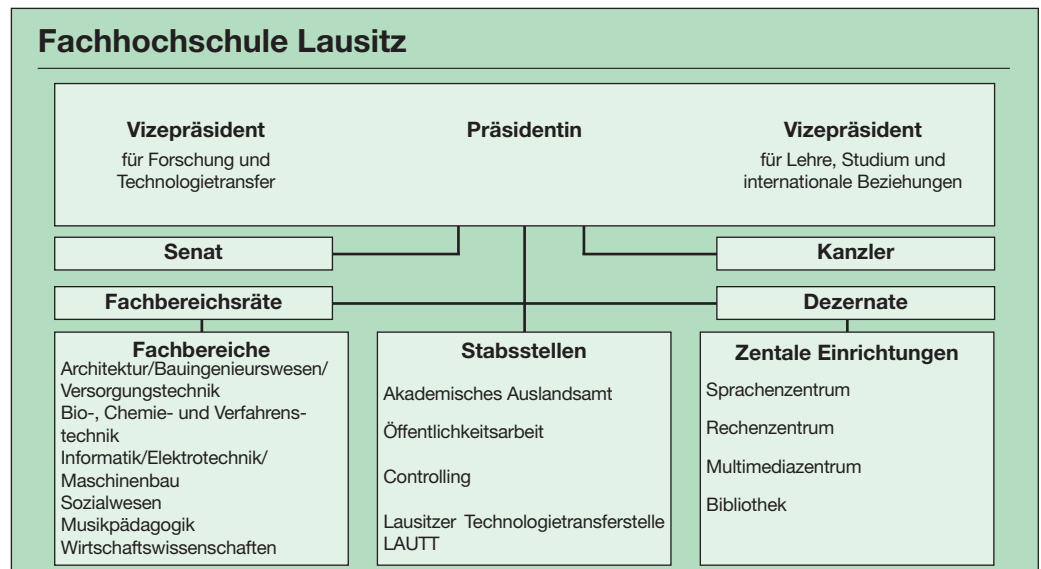 Fachhochschule Lausitz
Vizepräsident
für Forschung und
Technologietransfer
Präsidentin
Vizepräsident
für Lehre, Studium und
internationale Beziehungen
Senat
Kanzler
Fachbereichsräte
Dezernate
Fachbereiche
Architektur/Bauingenieurswesen/
Versorgungstechnik
Bio-, Chemie- und Verfahrens-
technik
Informatik/Elektrotechnik/
Maschinenbau
Sozialwesen
Musikpädagogik
Wirtschaftswissenschaften
Stabsstellen
Akademisches Auslandsamt
Öffentlichkeitsarbeit
Controlling
Lausitzer Technologietransferstelle
LAUTT
Zentale Einrichtungen
Sprachenzentrum
Rechenzentrum
Multimediazentrum
Bibliothek